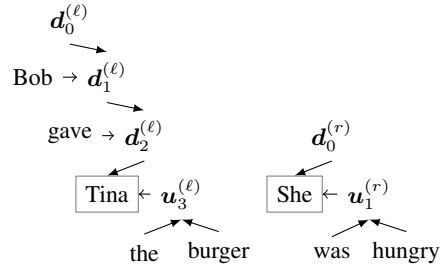 d_0^{(ℓ)}
Bob → d_1^{(ℓ)}
gave → d_2^{(ℓ)} d_0^{(r)}
Tina ← u_3^{(ℓ)} She ← u_1^{(r)}
the burger was hungry